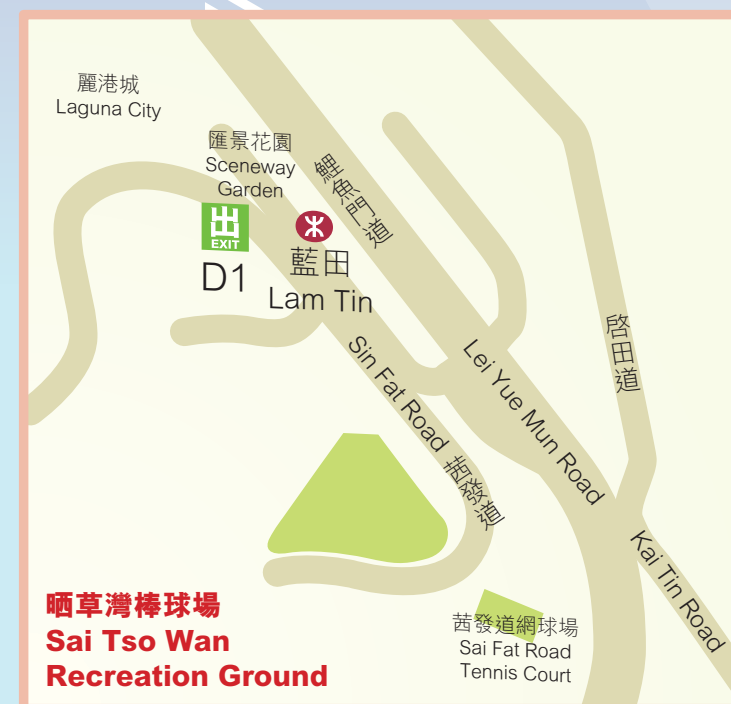 麗港城
Laguna City
匯景花園
Sceneway
Garden
鯉魚門道
出
EXIT
D1
藍田
Lam Tin
啓田道
Sin Fat Road 茜發道
Lei Yue Mun Road
Kai Tin Road
晒草灣棒球場
Sai Tso Wan
Recreation Ground
茜發道網球場
Sai Fat Road
Tennis Court